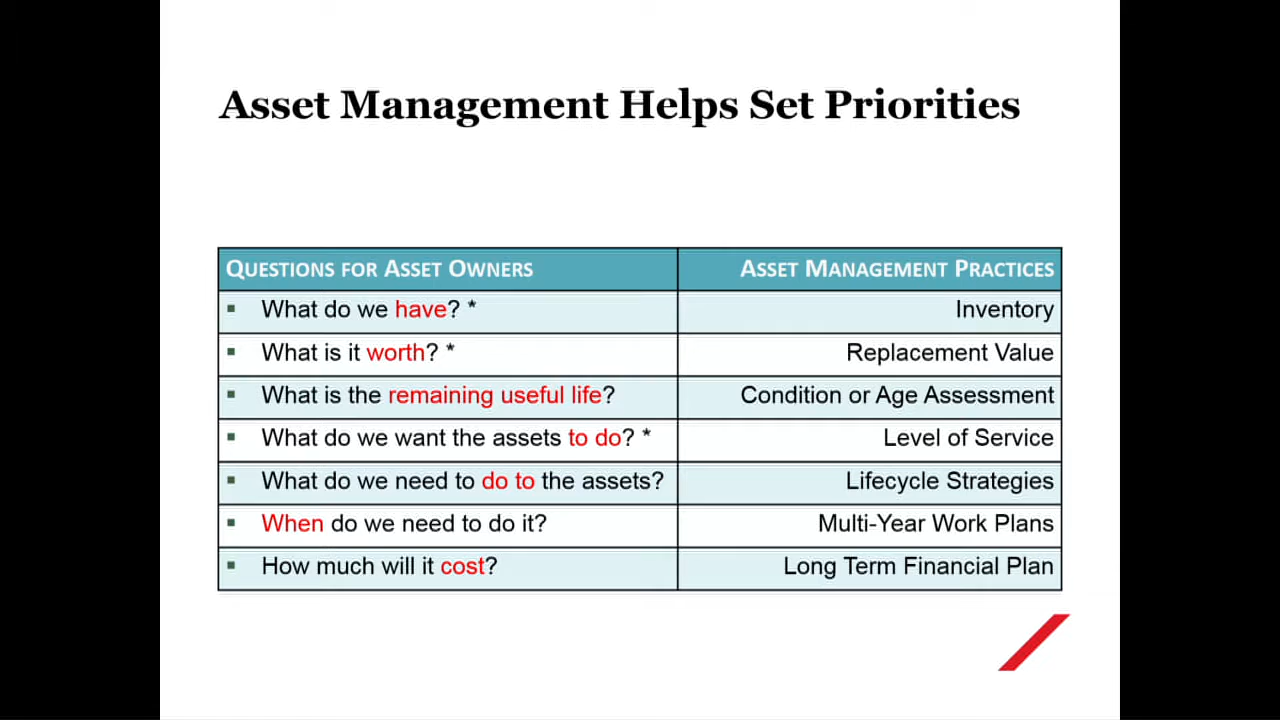 Asset Management Helps Set Priorities
QUESTIONS FOR ASSET OWNERS
ASSET MANAGEMENT PRACTICES
▪ What do we have? *
Inventory
▪ What is it worth? *
Replacement Value
▪ What is the remaining useful life?
Condition or Age Assessment
▪ What do we want the assets to do? *
Level of Service
▪ What do we need to do to the assets?
Lifecycle Strategies
▪ When do we need to do it?
Multi-Year Work Plans
▪ How much will it cost?
Long Term Financial Plan